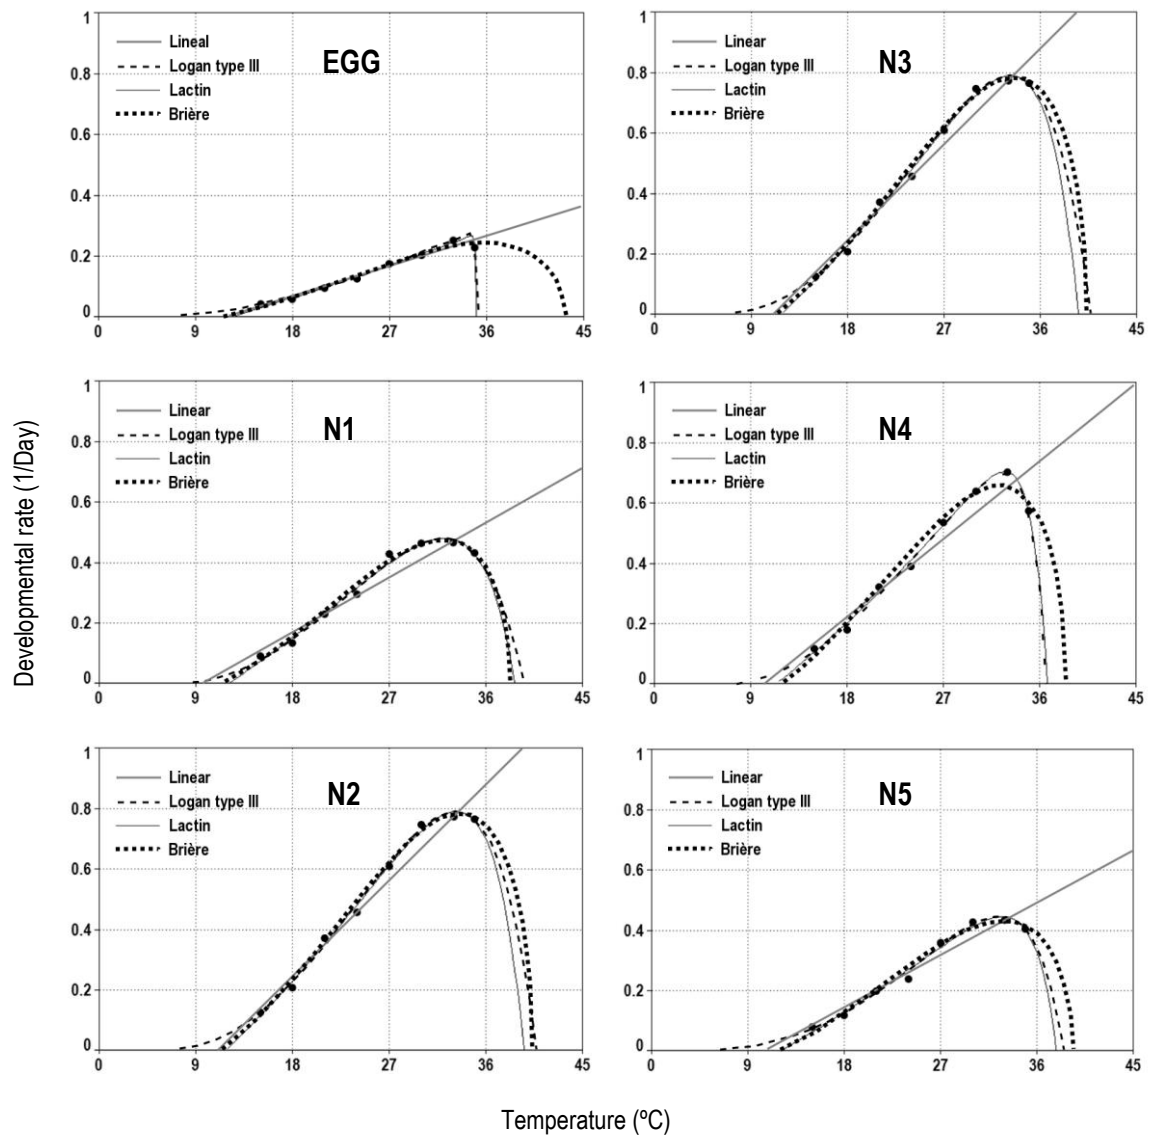 Developmental rate (1/Day)
EGG
Lineal
Logan type III
Lactin
Brière
1
0.8
0.6
0.4
0.2
0
0 9 18 27 36 45
N3
Linear
Logan type III
Lactin
Brière
1
0.8
0.6
0.4
0.2
0
0 9 18 27 36 45
N1
Linear
Logan type III
Lactin
Brière
1
0.8
0.6
0.4
0.2
0
0 9 18 27 36 45
N4
Linear
Logan type III
Lactin
Brière
1
0.8
0.6
0.4
0.2
0
0 9 18 27 36 45
N2
Linear
Logan type III
Lactin
Brière
1
0.8
0.6
0.4
0.2
0
0 9 18 27 36 45
N5
Linear
Logan type III
Lactin
Brière
1
0.8
0.6
0.4
0.2
0
0 9 18 27 36 45
Temperature (ºC)